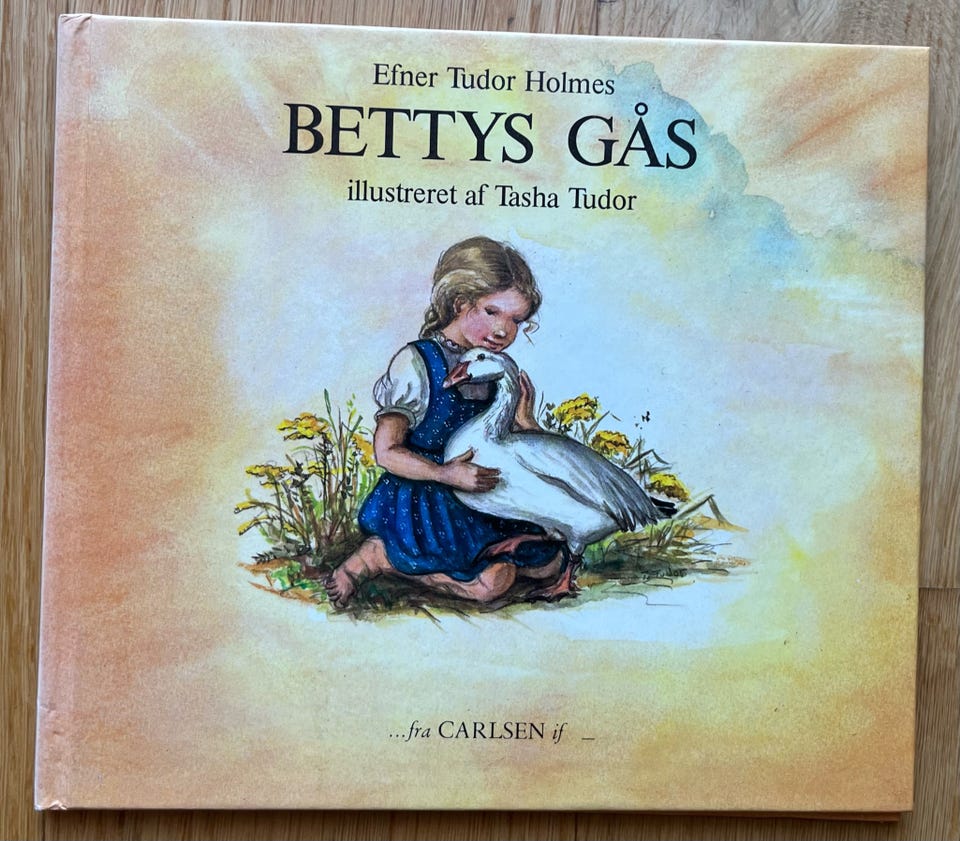 Efner Tudor Holmes
BETTYS GÅS
illustreret af Tasha Tudor
...fra CARLSEN if _